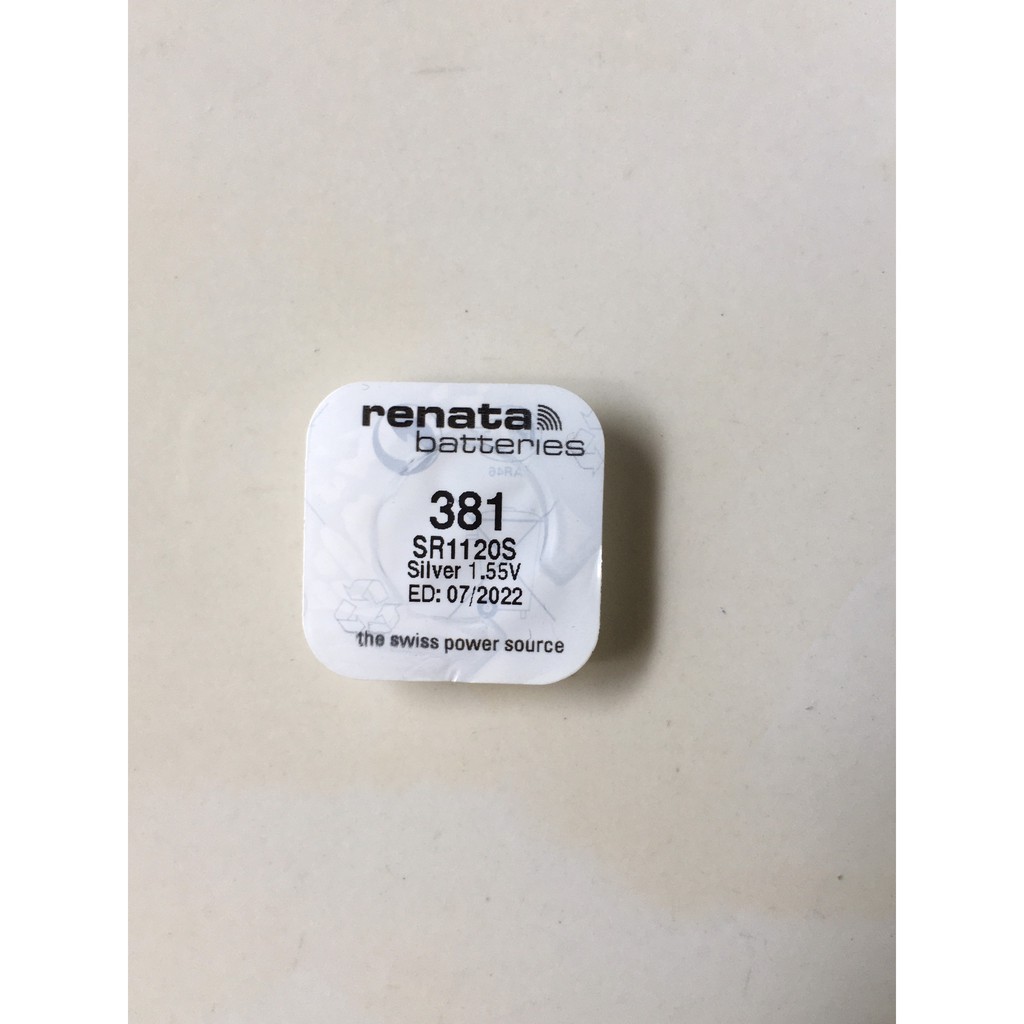 renata
batteries
381
SR1120S
Silver 1.55V
ED: 07/2022
the swiss power source